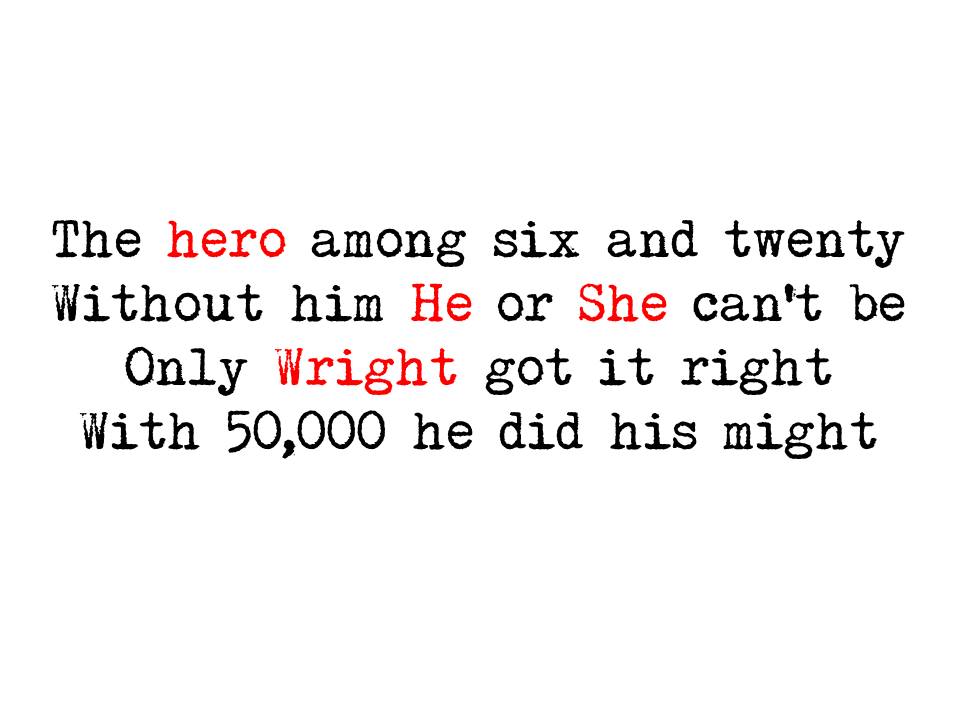 The hero among six and twenty
Without him He or She can't be
Only Wright got it right
With 50,000 he did his might